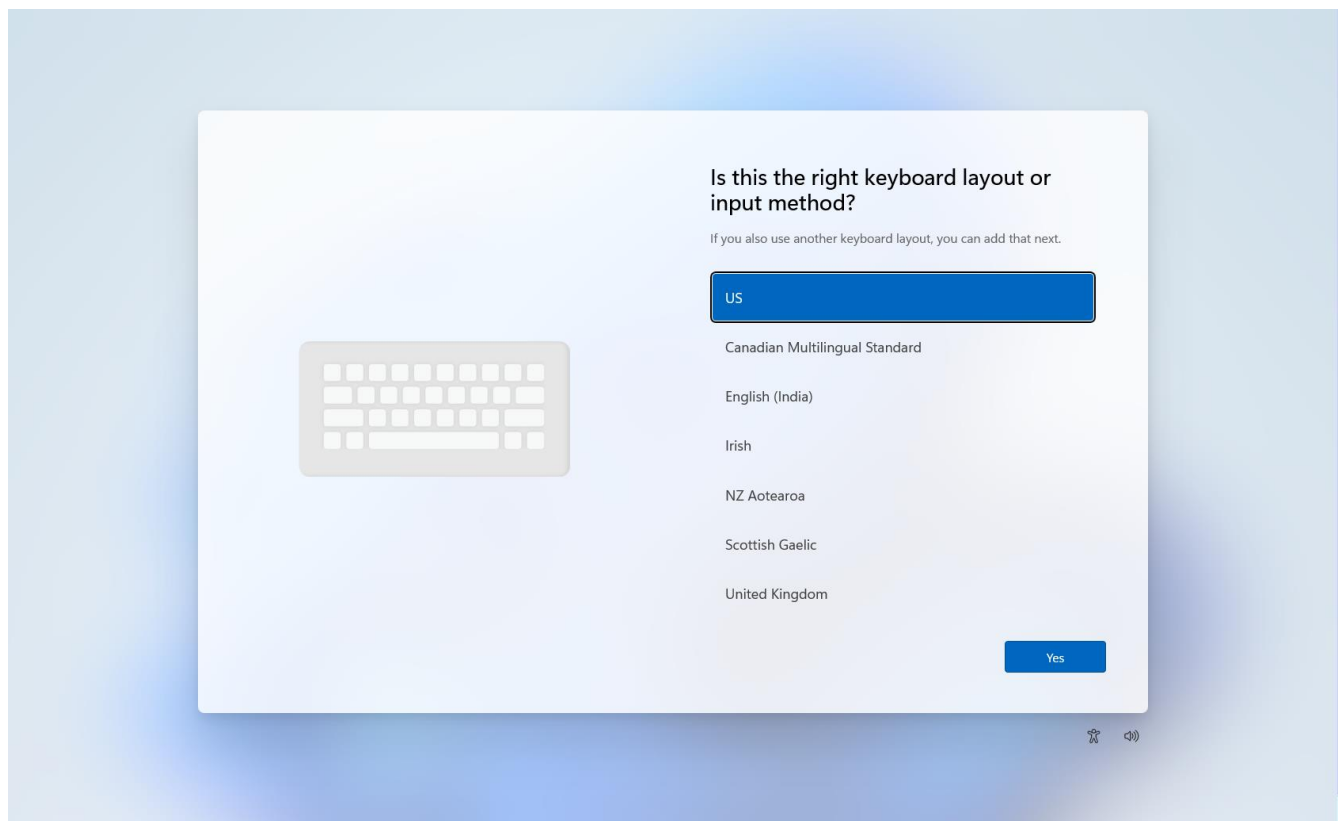 Is this the right keyboard layout or
input method?
If you also use another keyboard layout, you can add that next.
US
Canadian Multilingual Standard
English (India)
Irish
NZ Aotearoa
Scottish Gaelic
United Kingdom
Yes